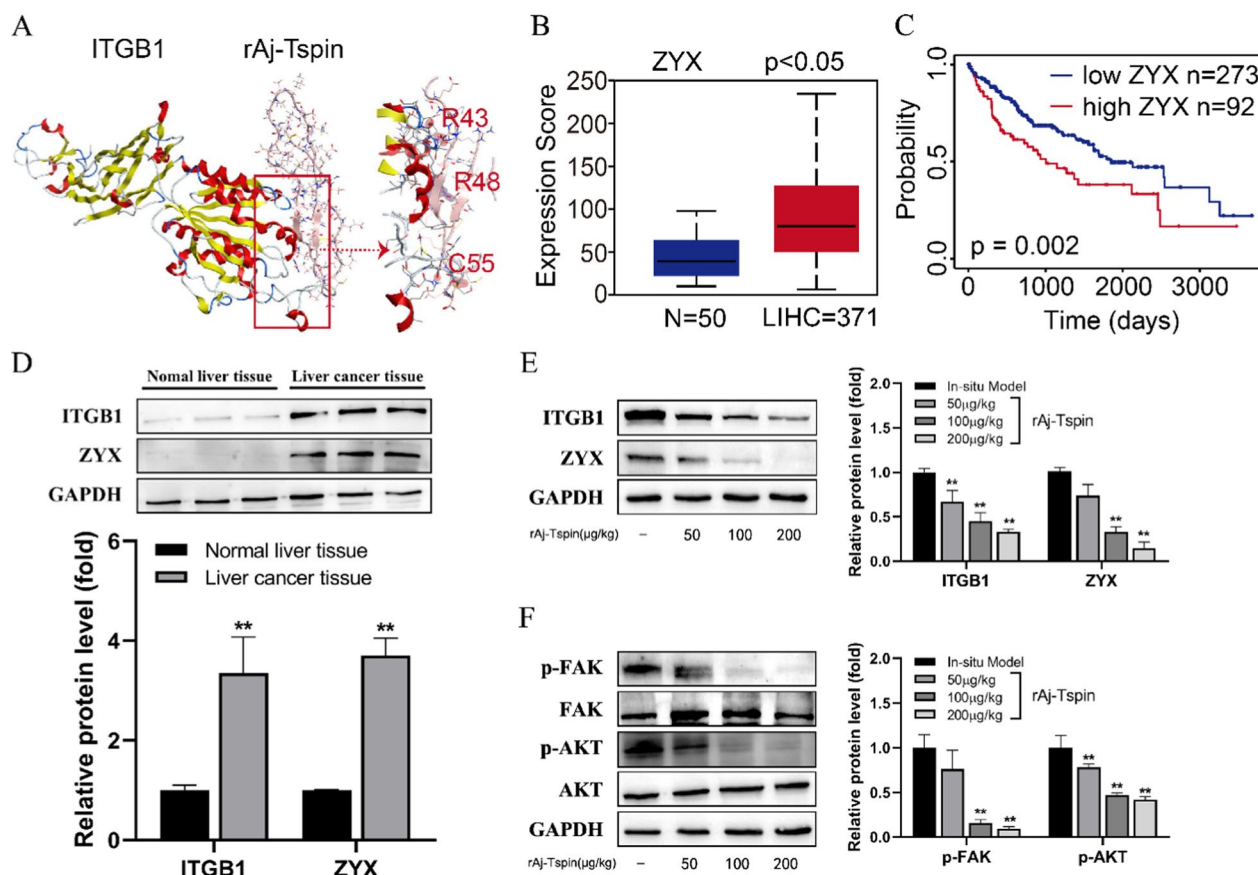 A
ITGB1
rAj-Tspin
R43
R48
C55
B
ZYX
p<0.05
Expression Score
250
200
150
100
50
0
N=50
LIHC=371
C
low ZYX n=273
high ZYX n=92
Probability
1.0
0.5
0.0
p = 0.002
0
1000
2000
3000
Time (days)
D
Nomal liver tissue
Liver cancer tissue
ITGB1
ZYX
GAPDH
Normal liver tissue
Liver cancer tissue
Relative protein level (fold)
6
4
2
0
ITGB1
ZYX
**
**
E
ITGB1
ZYX
GAPDH
rAj-Tspin(μg/kg)
–
50
100
200
In-situ Model
50μg/kg
100μg/kg
200μg/kg
rAj-Tspin
Relative protein level (fold)
2.0
1.5
1.0
0.5
0.0
**
**
**
**
**
ITGB1
ZYX
F
p-FAK
FAK
p-AKT
AKT
GAPDH
rAj-Tspin(μg/kg)
–
50
100
200
In-situ Model
50μg/kg
100μg/kg
200μg/kg
rAj-Tspin
Relative protein level (fold)
2.0
1.5
1.0
0.5
0.0
**
**
**
**
**
p-FAK
p-AKT